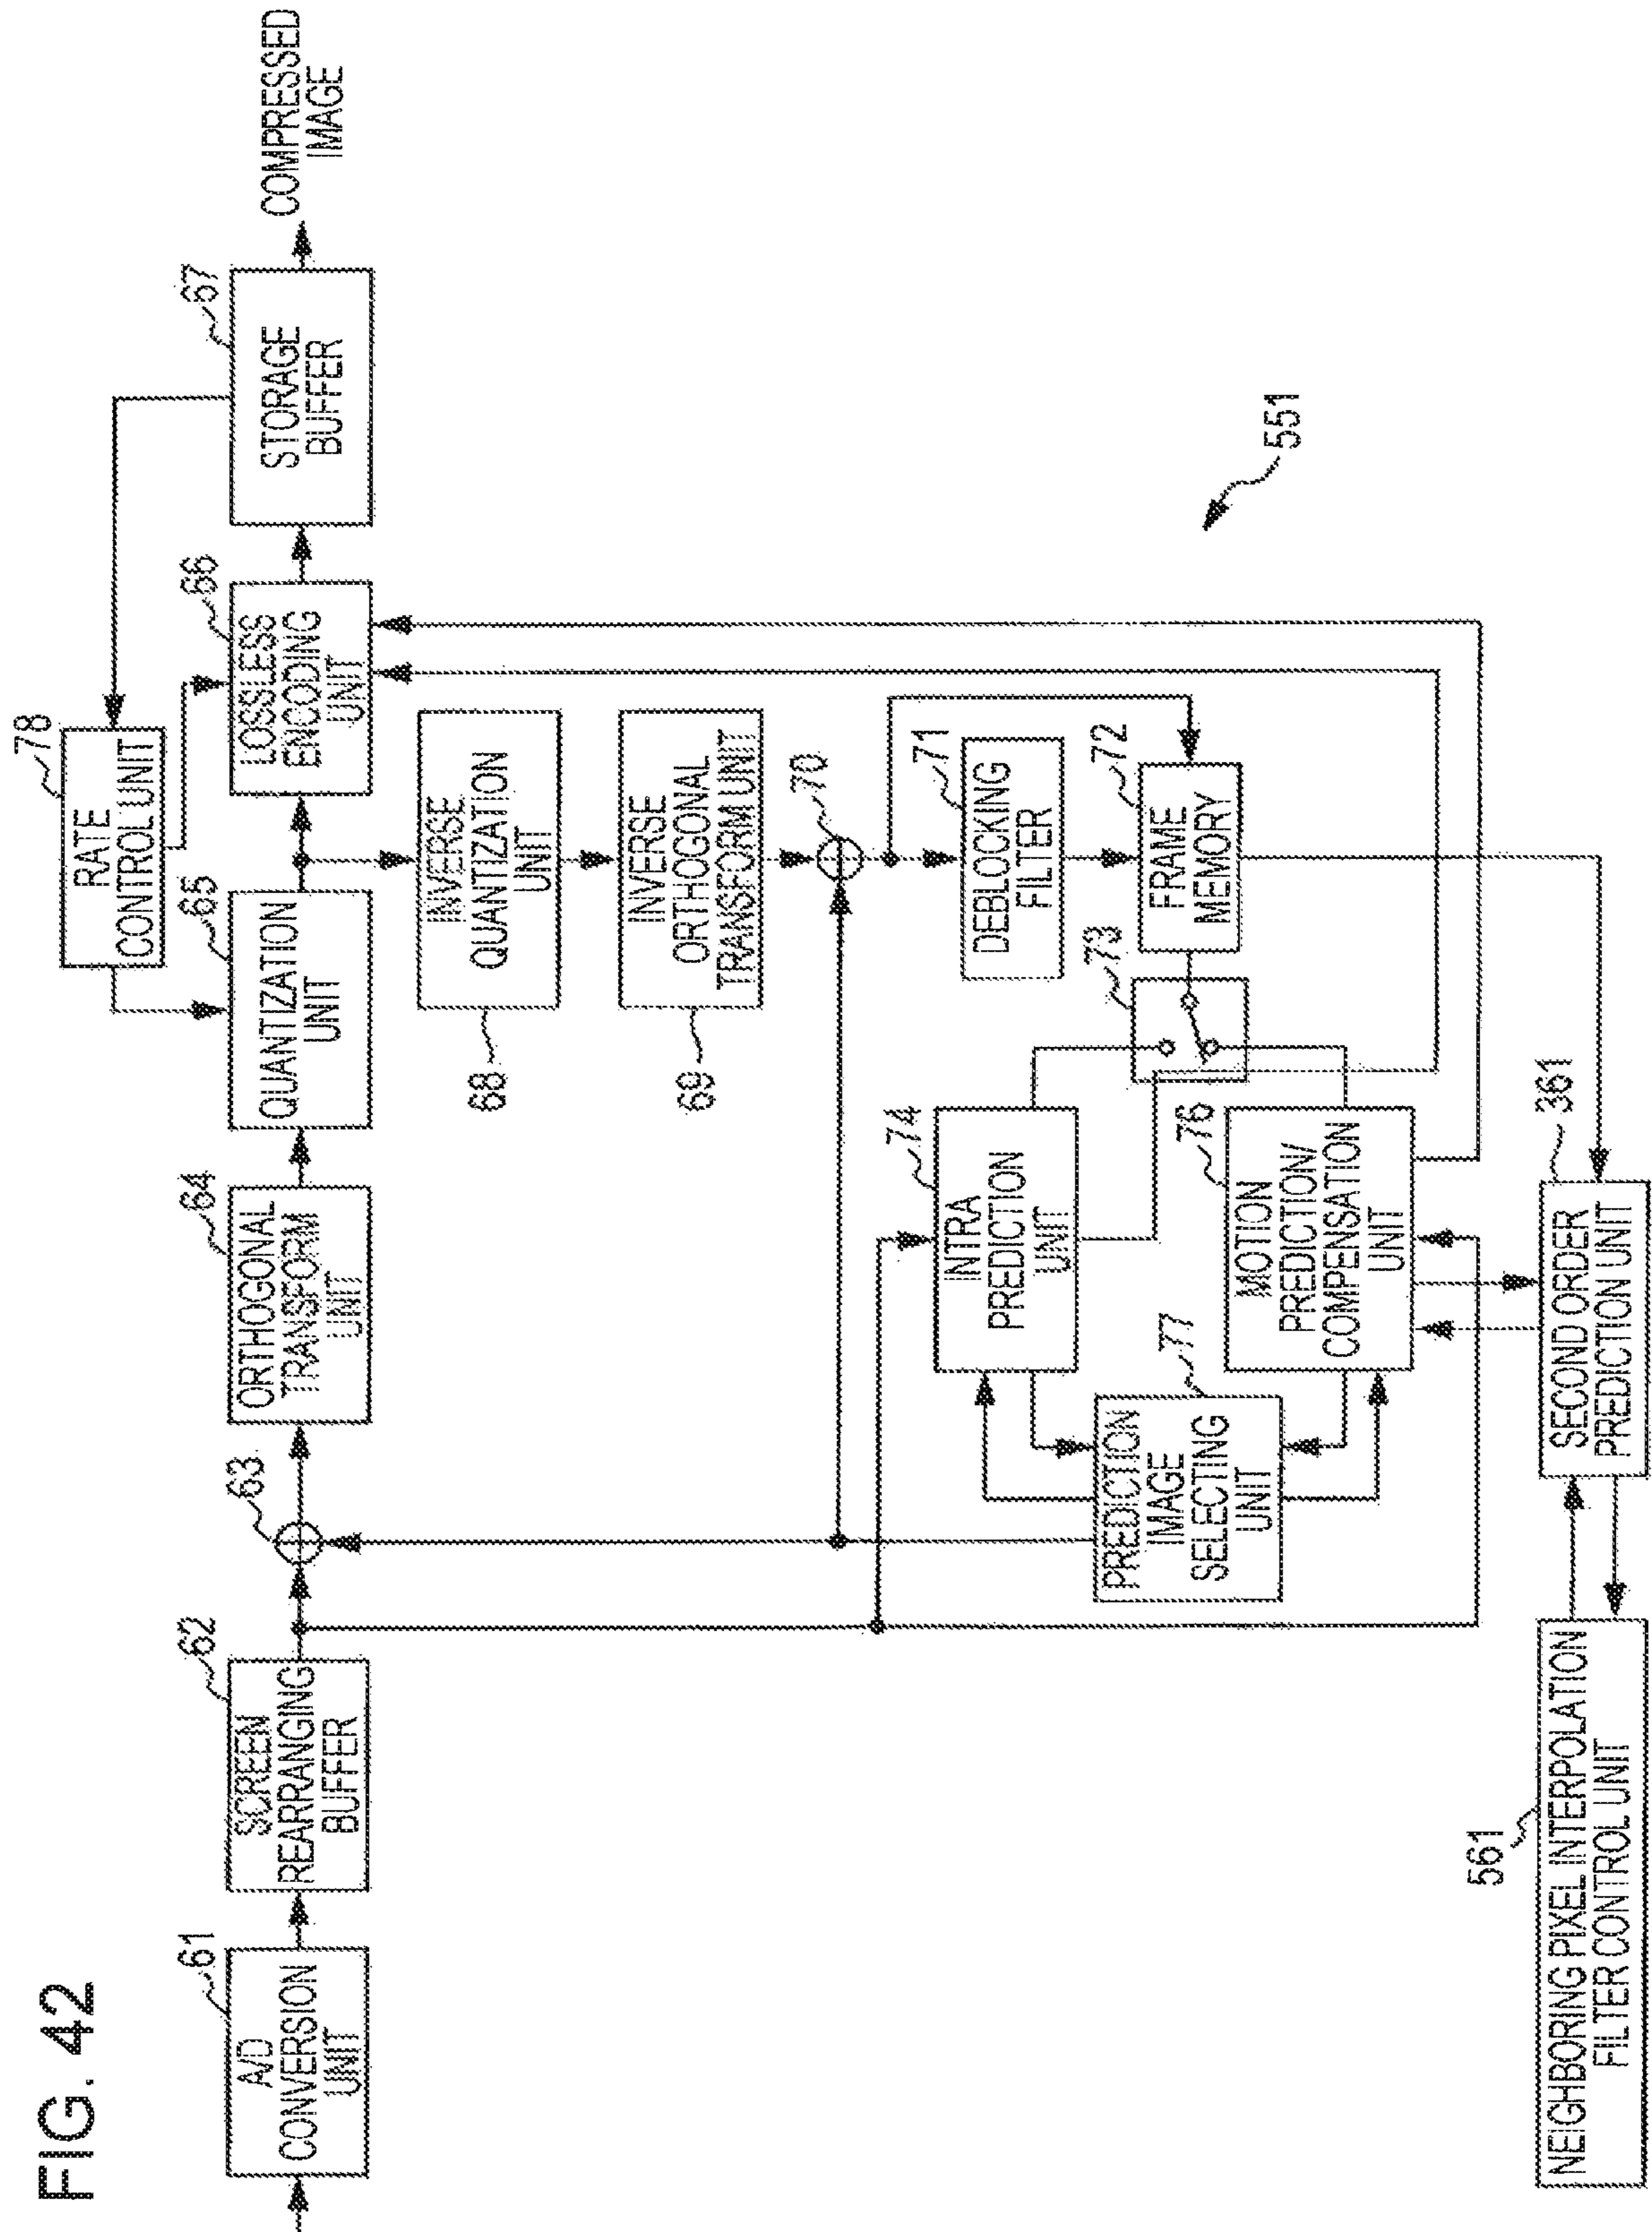 FIG. 42
78
RATE
CONTROL UNIT
61
A/D
CONVERSION
UNIT
62
SCREEN
REARRANGING
BUFFER
63
64
ORTHOGONAL
TRANSFORM
UNIT
65
QUANTIZATION
UNIT
66
LOSSLESS
ENCODING
UNIT
67
STORAGE
BUFFER
COMPRESSED
IMAGE
68
INVERSE
QUANTIZATION
UNIT
69
INVERSE
ORTHOGONAL
TRANSFORM UNIT
70
71
DEBLOCKING
FILTER
72
FRAME
MEMORY
73
74
INTRA
PREDICTION
UNIT
77
PREDICTION
IMAGE
SELECTING
UNIT
76
MOTION
PREDICTION/
COMPENSATION
UNIT
551
361
SECOND ORDER
PREDICTION UNIT
561
NEIGHBORING PIXEL INTERPOLATION
FILTER CONTROL UNIT